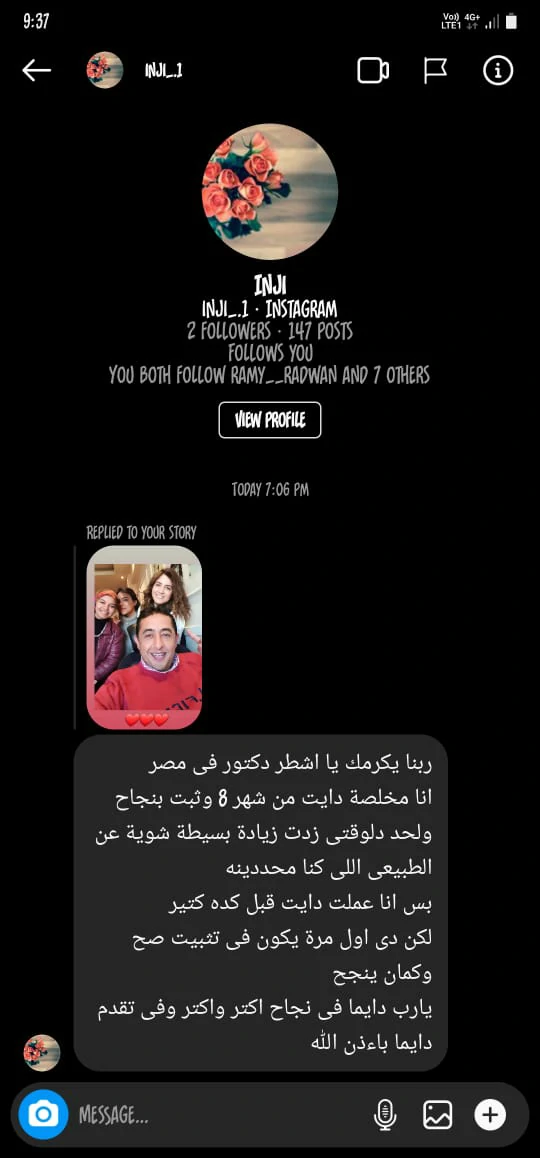 9:37
Vo) 4G+
LTE1
INJI_.1
INJI
INJI_.1 · INSTAGRAM
2 FOLLOWERS · 147 POSTS
FOLLOWS YOU
YOU BOTH FOLLOW RAMY__RADWAN AND 7 OTHERS
VIEW PROFILE
TODAY 7:06 PM
REPLIED TO YOUR STORY
ربنا يكرمك يا اشطر دكتور فى مصر
انا مخلصة دايت من شهر 8 وثبت بنجاح
ولحد دلوقتى زدت زيادة بسيطة شوية عن
الطبيعى اللى كنا محددينه
بس انا عملت دايت قبل كده كتير
لكن دى اول مرة يكون فى تثبيت صح
وكمان ينجح
يارب دايما فى نجاح اكتر واكتر وفى تقدم
دايما باءذن الله
MESSAGE...